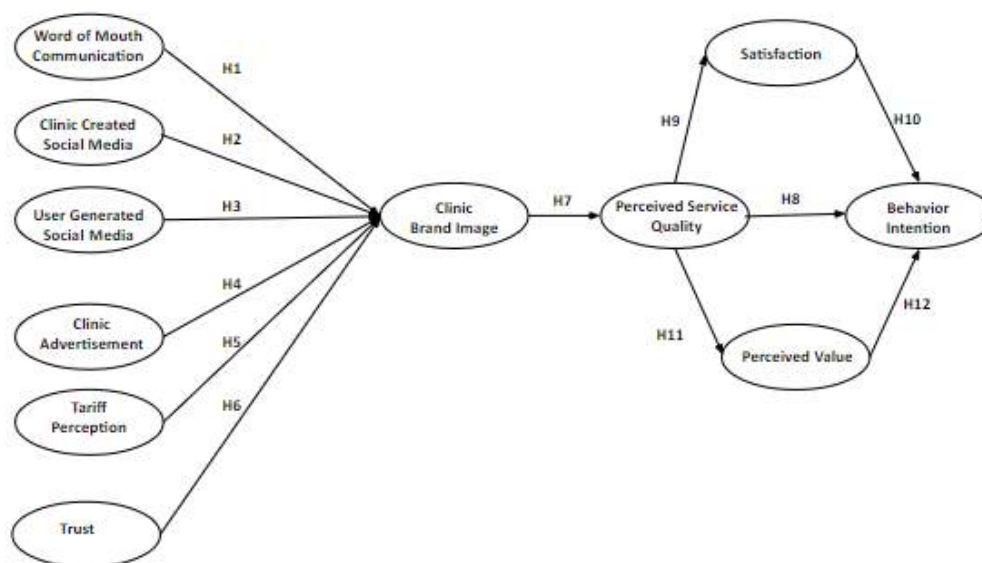 Word of Mouth
Communication
H1
Clinic Created
Social Media
H2
User Generated
Social Media
H3
Clinic
Advertisement
H4
Tariff
Perception
H5
Trust
H6
Clinic
Brand Image
H7
Perceived Service
Quality
H9
Satisfaction
H10
H8
Behavior
Intention
H11
Perceived Value
H12